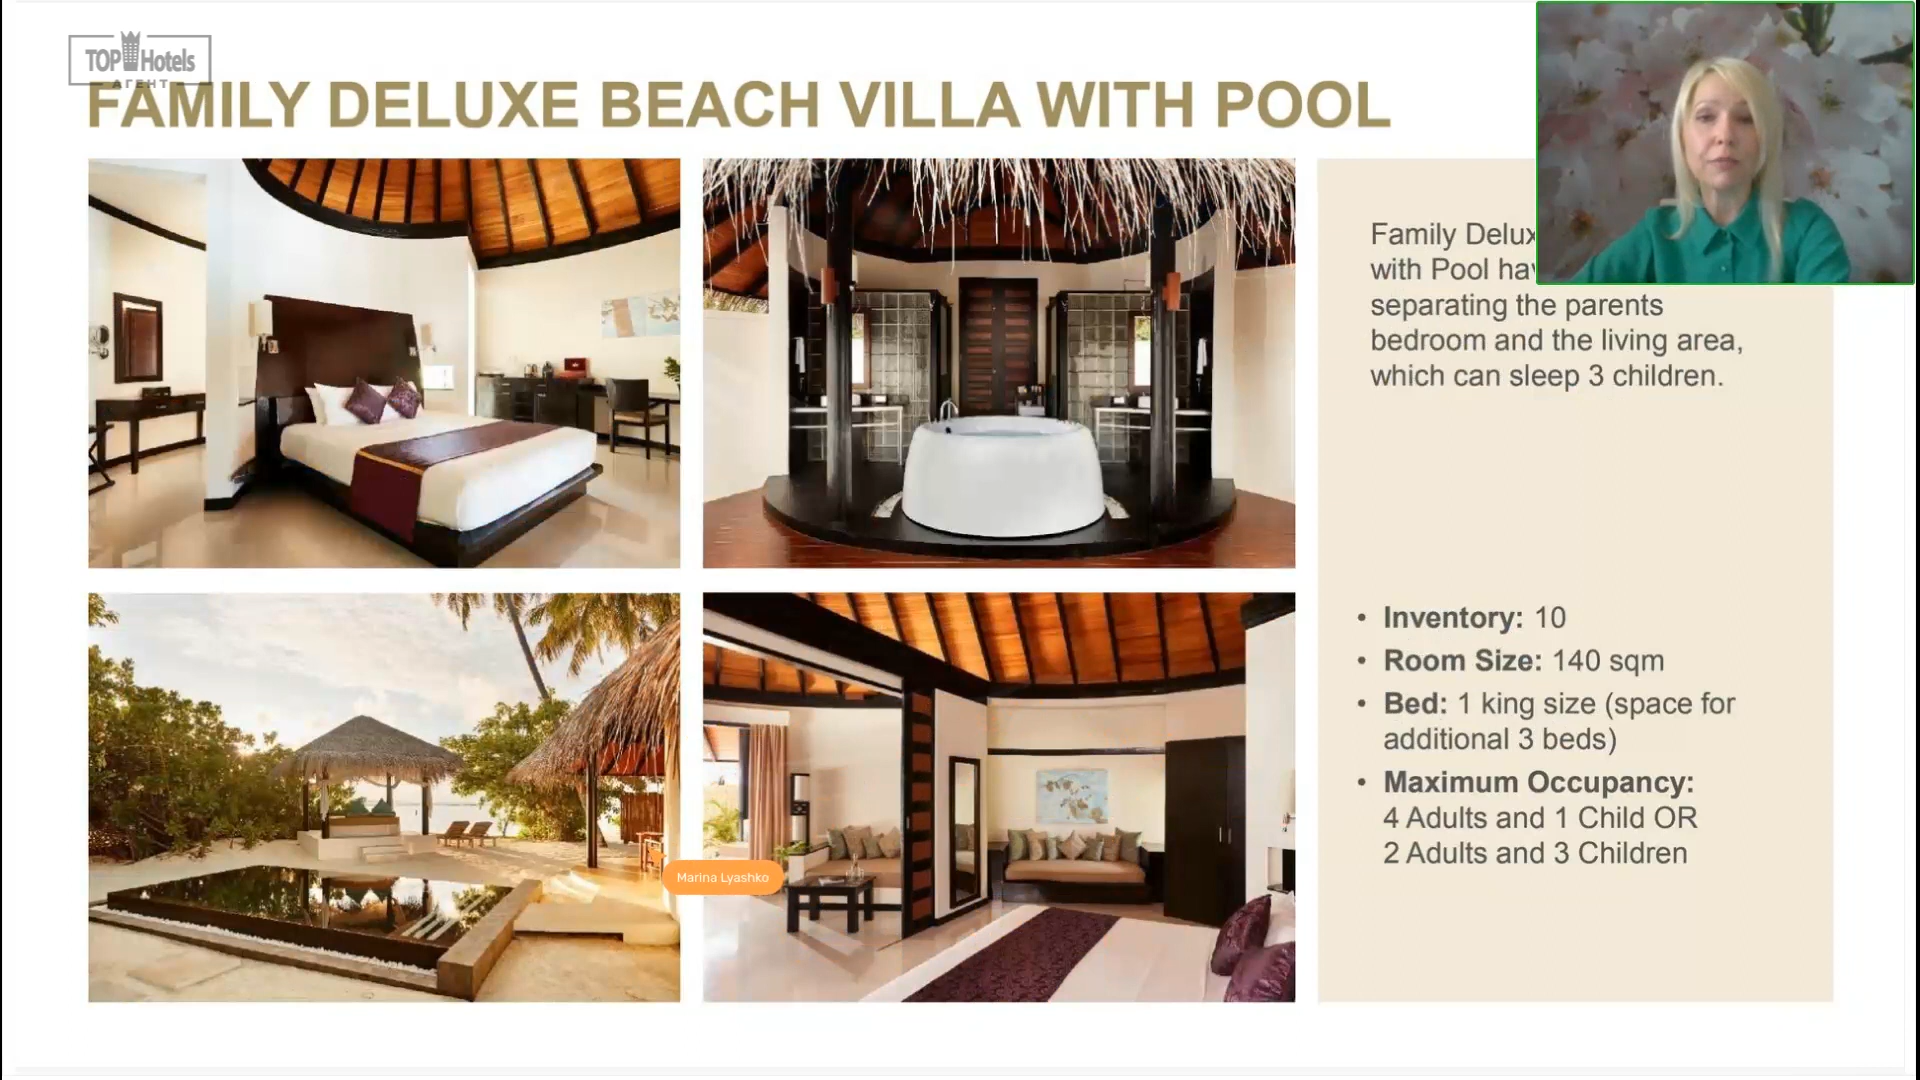 TOP Hotels
АГЕНТ
FAMILY DELUXE BEACH VILLA WITH POOL
Family
with Pool
separating the parents
bedroom and the living area,
which can sleep 3 children.
• Inventory: 10
• Room Size: 140 sqm
• Bed: 1 king size (space for
additional 3 beds)
• Maximum Occupancy:
4 Adults and 1 Child OR
2 Adults and 3 Children
Marina Lyashko